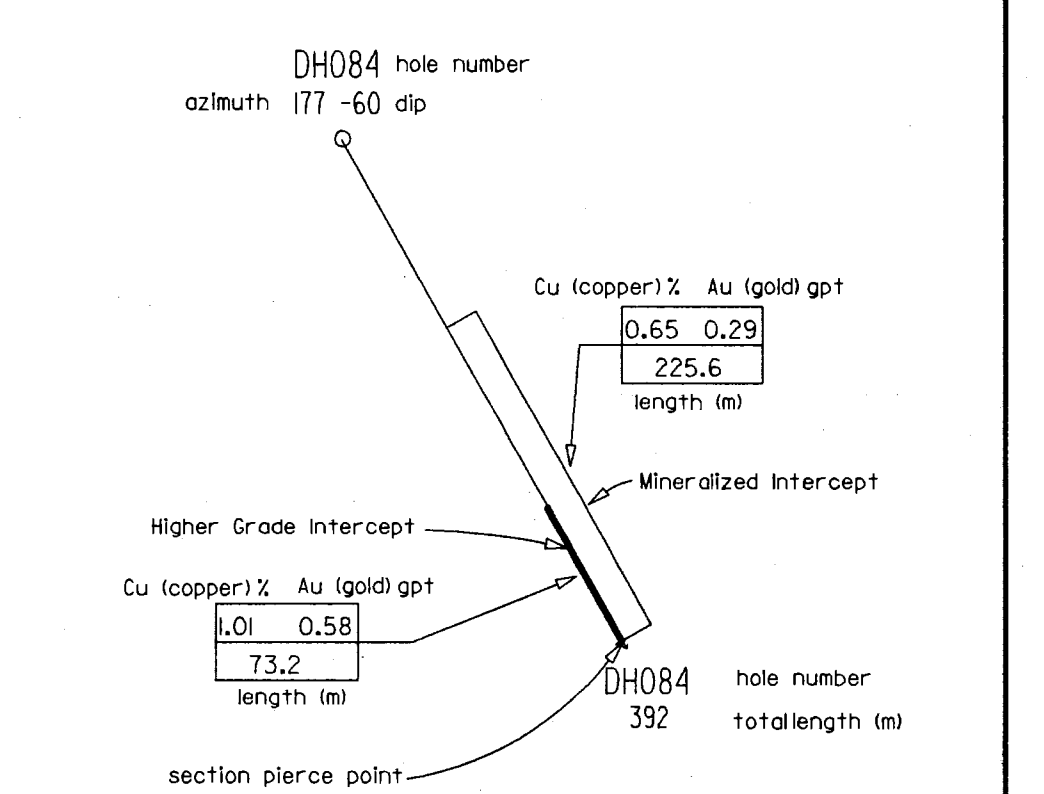 DH084 hole number
azimuth 177 -60 dip
Cu (copper) % Au (gold) gpt
0.65 0.29
225.6
length (m)
Mineralized Intercept
Higher Grade Intercept
Cu (copper) % Au (gold) gpt
1.01 0.58
73.2
length (m)
DH084 hole number
392 total length (m)
section pierce point